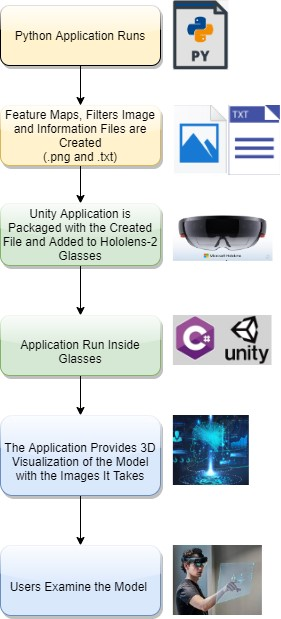 Python Application Runs
PY
Feature Maps, Filters Image
and Information Files are
Created
(.png and .txt)
TXT
Unity Application is
Packaged with the Created
File and Added to Hololens-2
Glasses
Microsoft HoloLens
Application Run Inside
Glasses
C#
unity
The Application Provides 3D
Visualization of the Model
with the Images It Takes
Users Examine the Model